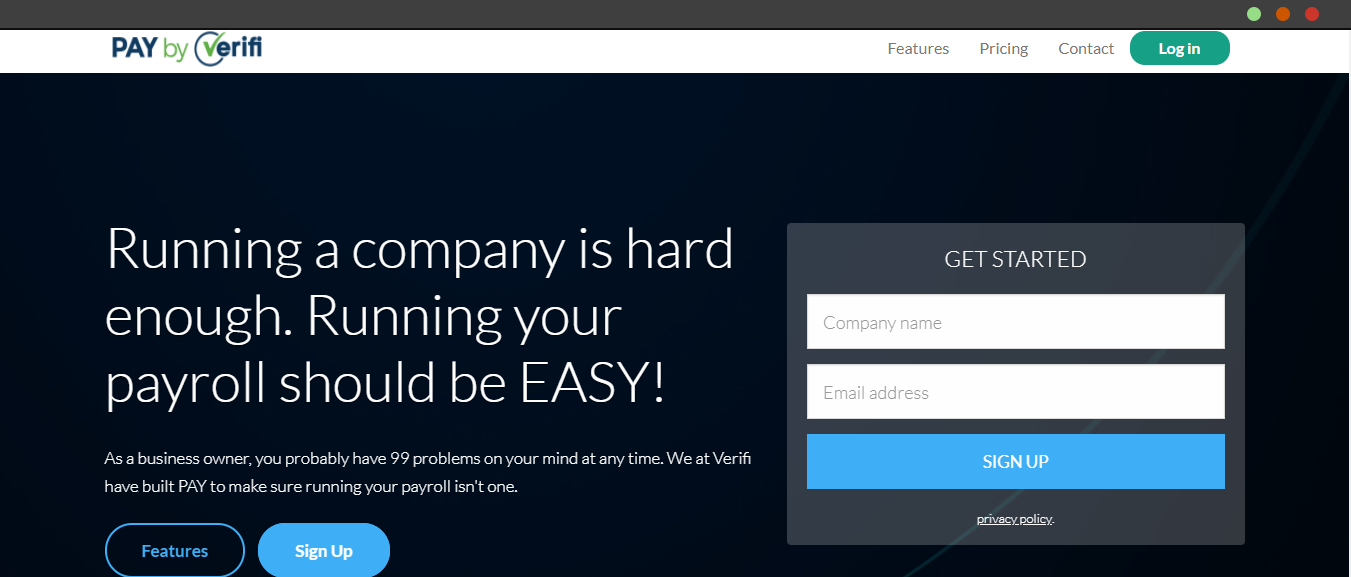 PAY by Verifi
Features Pricing Contact Log in
Running a company is hard
enough. Running your
payroll should be EASY!
As a business owner, you probably have 99 problems on your mind at any time. We at Verifi
have built PAY to make sure running your payroll isn't one.
Features Sign Up
GET STARTED
Company name
Email address
SIGN UP
privacy policy.